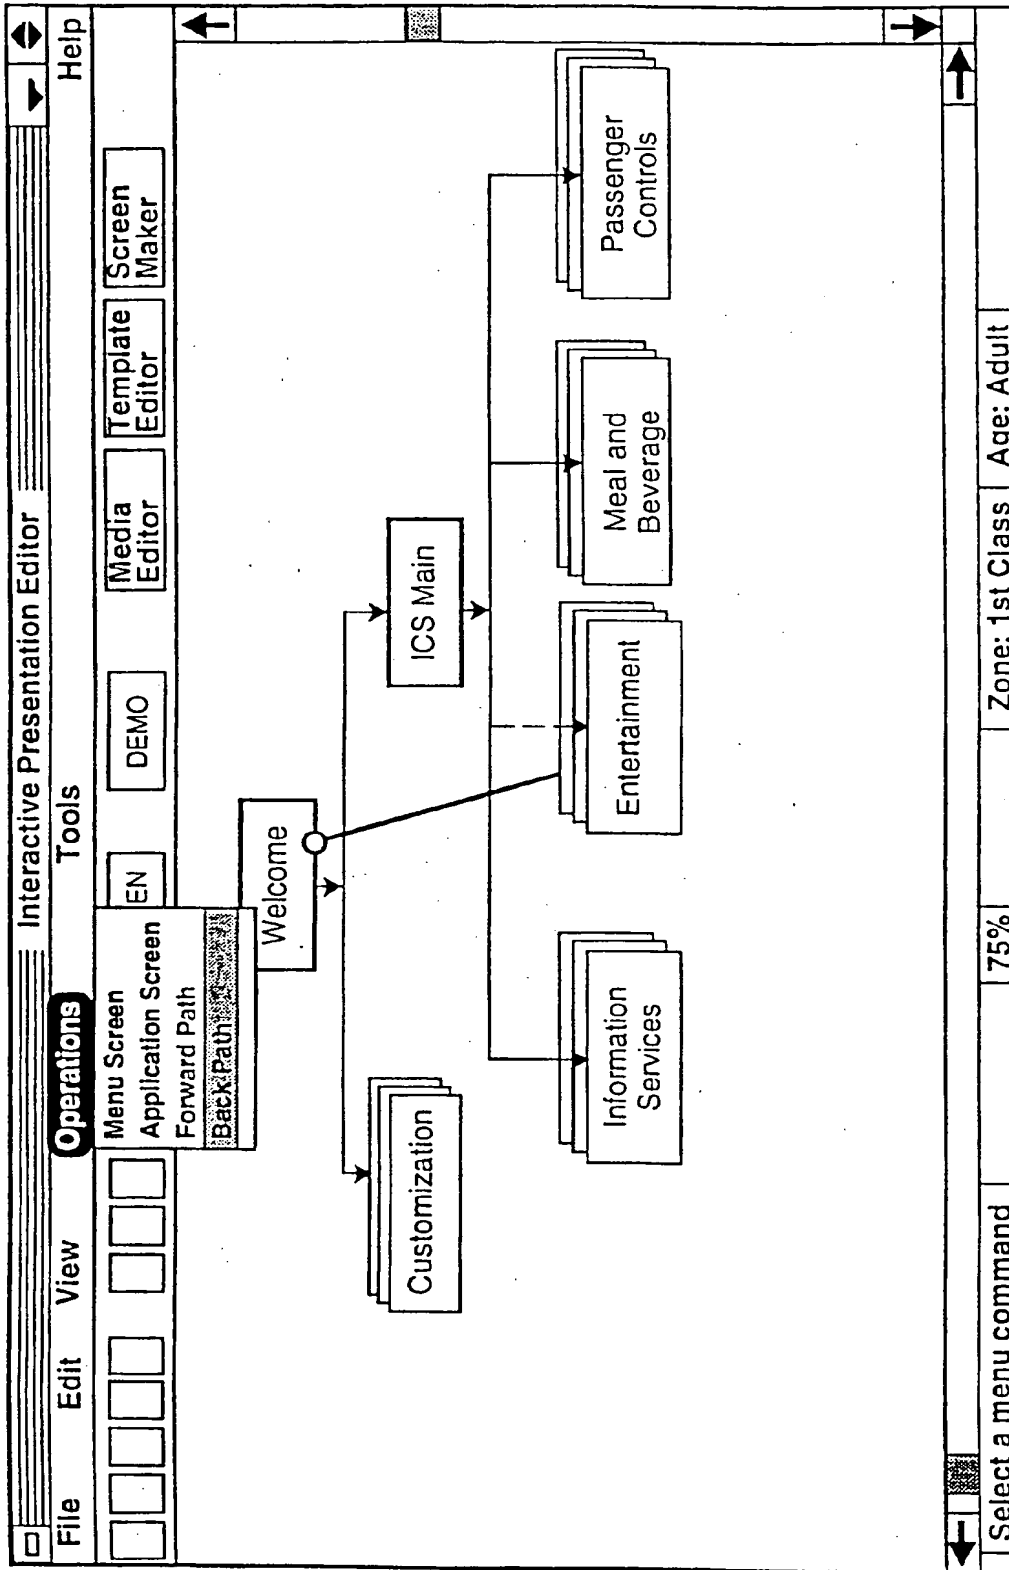 Interactive Presentation Editor
File Edit View Operations Tools Help
EN DEMO
Media
Editor
Template
Editor
Screen
Maker
Menu Screen
Application Screen
Forward Path
Back Path
Welcome
Customization
ICS Main
Information
Services
Entertainment
Meal and
Beverage
Passenger
Controls
Select a menu command 75% Zone: 1st Class Age: Adult